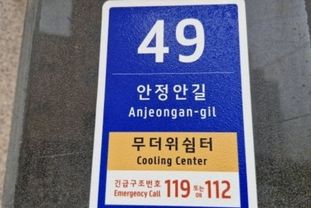 49
안정안길
Anjeongan-gil
무더위쉼터
Cooling Center
긴급구조번호 119 또는 112
Emergency Call OR